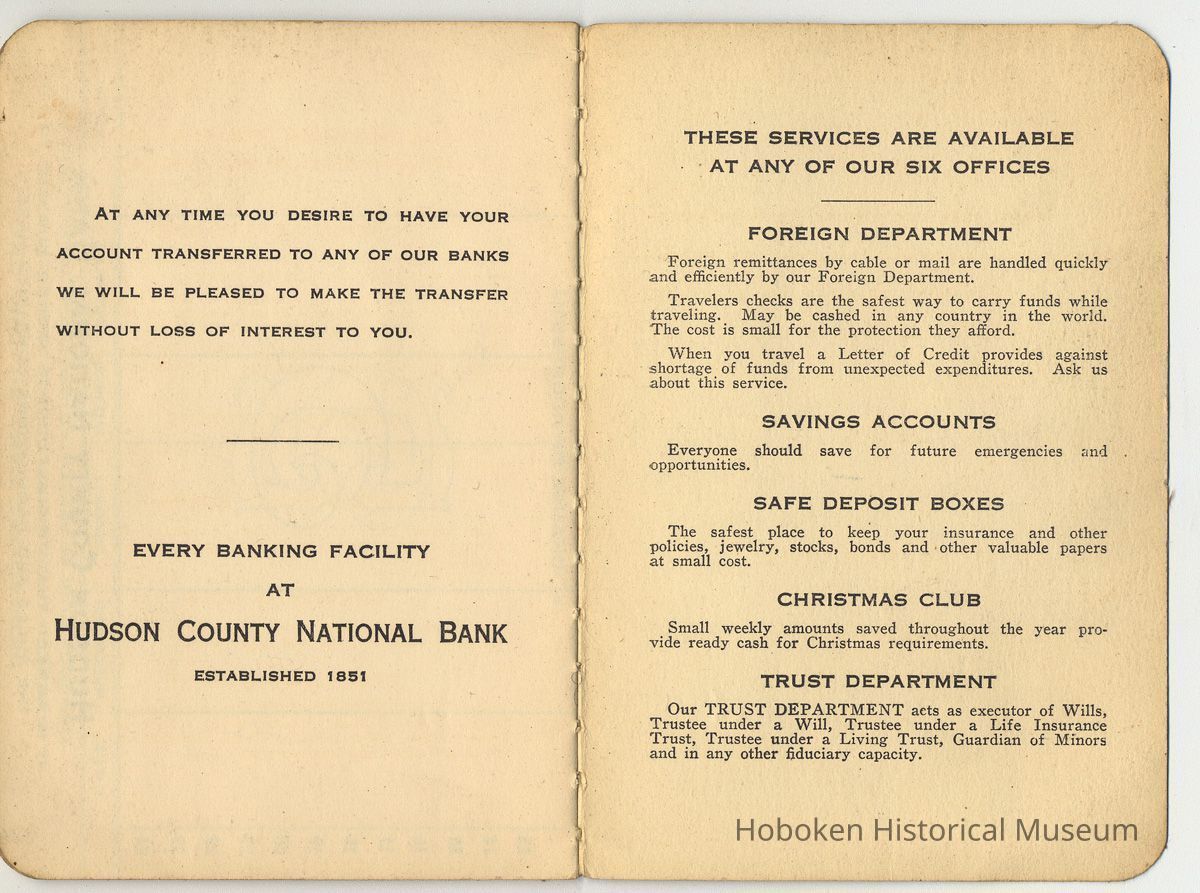 At any time you desire to have your
account transferred to any of our banks
we will be pleased to make the transfer
without loss of interest to you.
EVERY BANKING FACILITY
AT
Hudson County National Bank
ESTABLISHED 1851
THESE SERVICES ARE AVAILABLE
AT ANY OF OUR SIX OFFICES
FOREIGN DEPARTMENT
Foreign remittances by cable or mail are handled quickly
and efficiently by our Foreign Department.
Travelers checks are the safest way to carry funds while
traveling. May be cashed in any country in the world.
The cost is small for the protection they afford.
When you travel a Letter of Credit provides against
shortage of funds from unexpected expenditures. Ask us
about this service.
SAVINGS ACCOUNTS
Everyone should save for future emergencies and
opportunities.
SAFE DEPOSIT BOXES
The safest place to keep your insurance and other
policies, jewelry, stocks, bonds and other valuable papers
at small cost.
CHRISTMAS CLUB
Small weekly amounts saved throughout the year pro-
vide ready cash for Christmas requirements.
TRUST DEPARTMENT
Our TRUST DEPARTMENT acts as executor of Wills,
Trustee under a Will, Trustee under a Life Insurance
Trust, Trustee under a Living Trust, Guardian of Minors
and in any other fiduciary capacity.
Hoboken Historical Museum